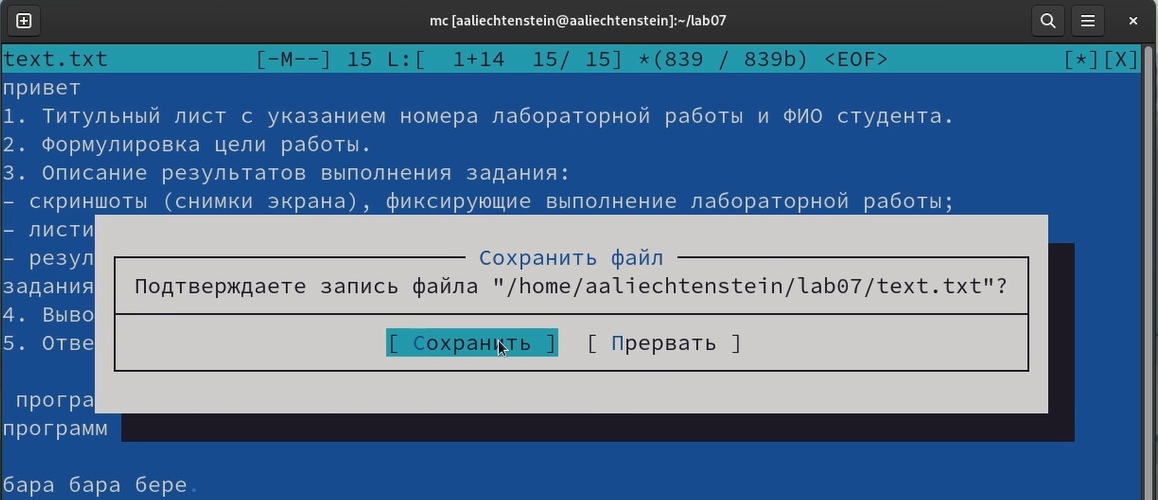 mc [aaliechtenstein@aaliechtenstein]:~/lab07
text.txt [-M--] 15 L:[ 1+14 15/ 15] *(839 / 839b) <EOF> [*][X]
привет
1. Титульный лист с указанием номера лабораторной работы и ФИО студента.
2. Формулировка цели работы.
3. Описание результатов выполнения задания:
– скриншоты (снимки экрана), фиксирующие выполнение лабораторной работы;
– листи
– резул
задания
4. Выво
5. Отве
Сохранить файл
Подтверждаете запись файла "/home/aaliechtenstein/lab07/text.txt"?
[ Сохранить ] [ Прервать ]
програ
программ
бара бара бере.